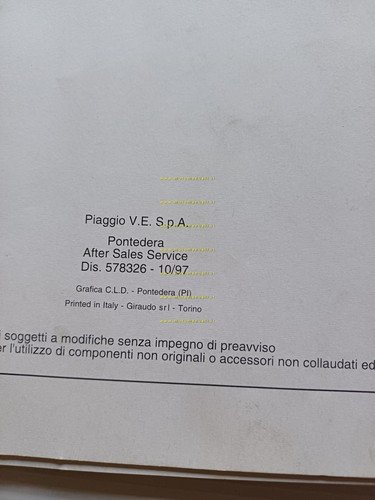 Piaggio V.E. S.p.A.
Pontedera
After Sales Service
Dis. 578326 - 10/97
Grafica C.L.D. - Pontedera (PI)
Printed in Italy - Giraudo srl - Torino
i soggetti a modifiche senza impegno di preavviso
er l'utilizzo di componenti non originali o accessori non collaudati ed